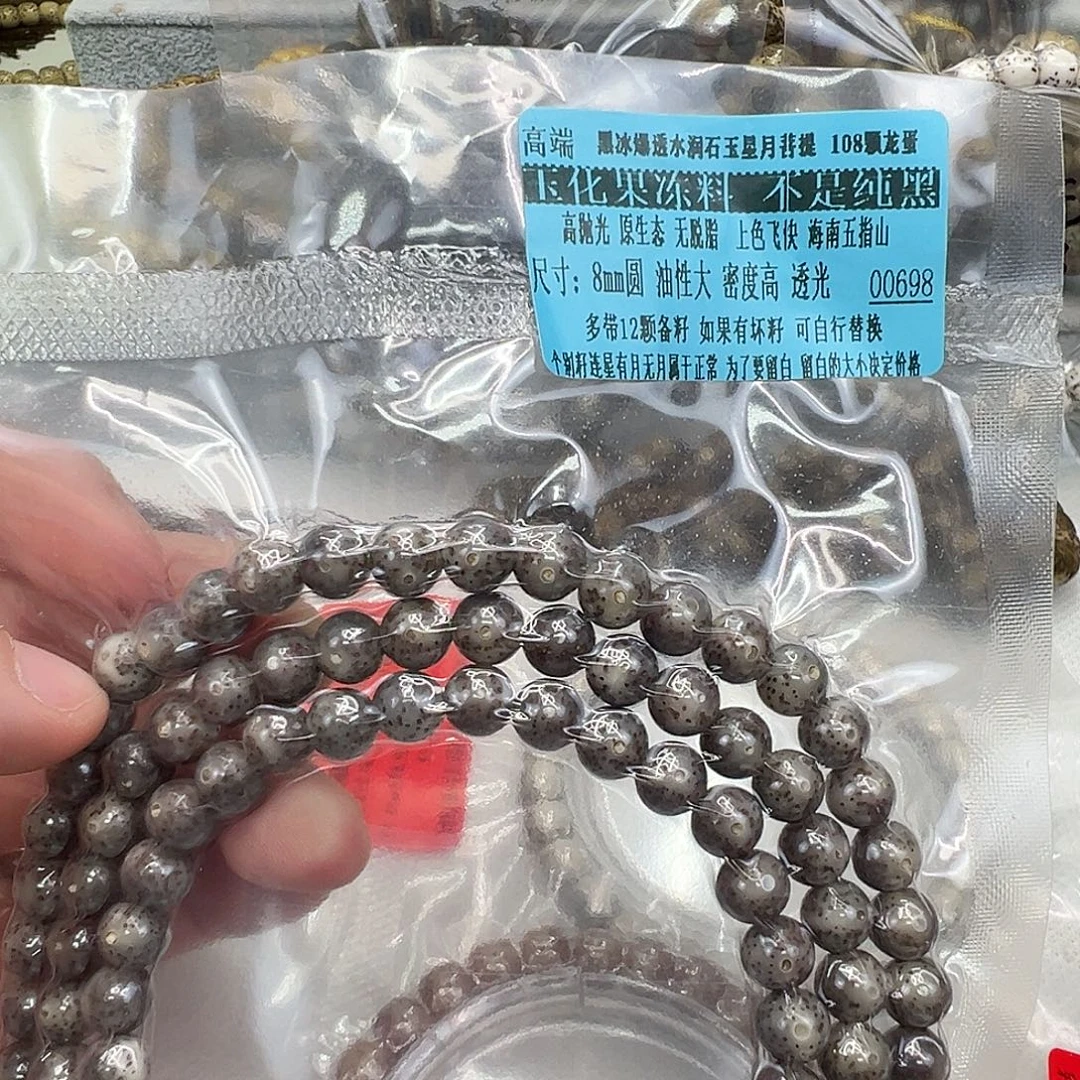 高端 黑冰爆透水润石玉星月菩提 108颗龙蛋
玉化果冻料 不是纯黑
高抛光 原生态 无脱脂 上色飞快 海南五指山
尺寸：8mm圆 油性大 密度高 透光 00698
多带12颗备籽 如果有坏籽 可自行替换
个别籽连星有月无月属于正常 为了要留白 留白的大小决定价格